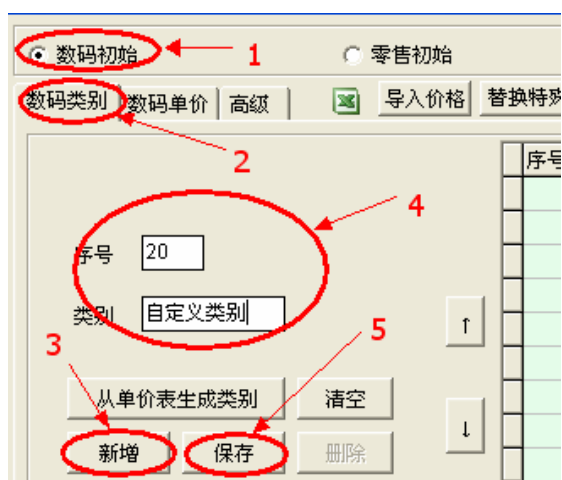 数码初始 1 零售初始
数码类别 数码单价 高级 导入价格 替换特殊
2 序号
4
序号 20
类别 自定义类别 ↑
3 5
从单价表生成类别 清空
新增 保存 删除 ↓